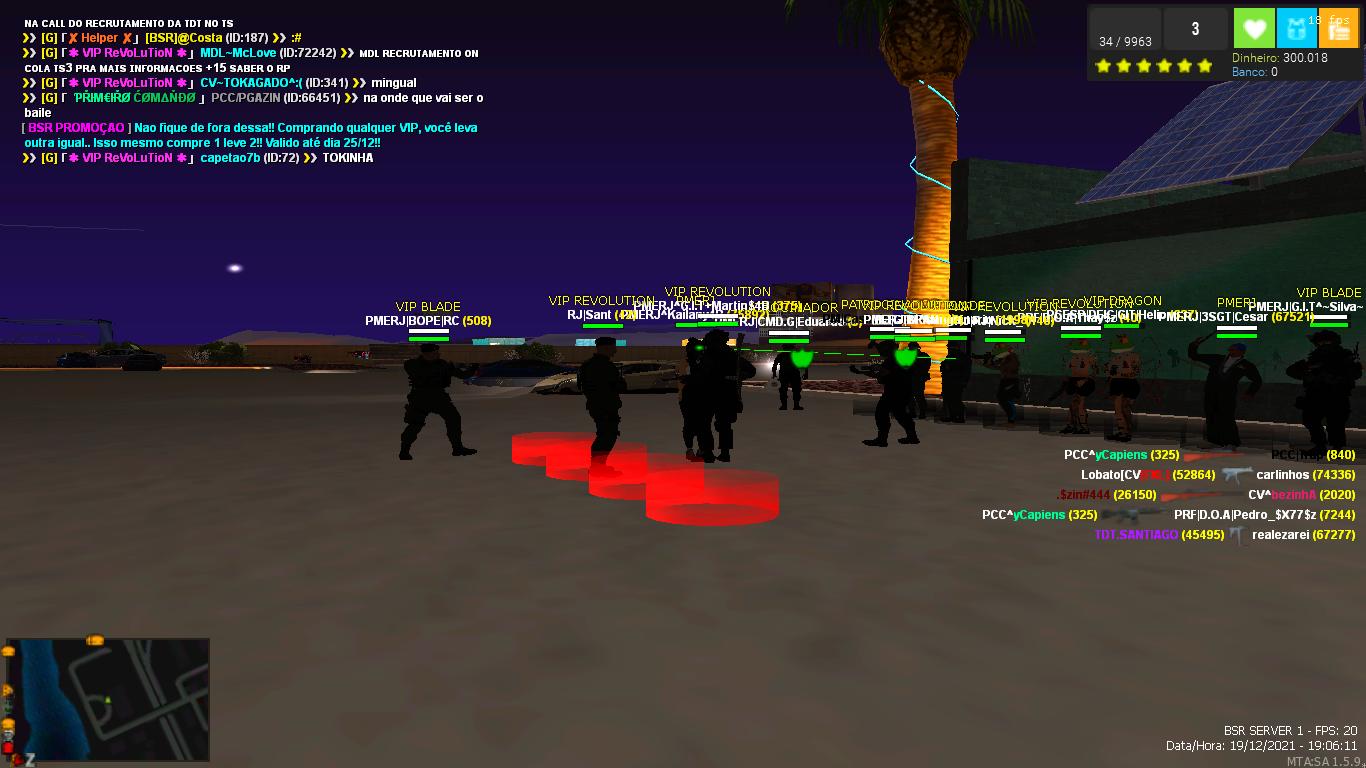 NA CALL DO RECRUTAMENTO DA TDT NO TS
[G] 「✘ Helper ✘」 [BSR]@Costa (ID:187) :#
[G] 「✱ VIP ReVoLuTioN ✱」 MDL~McLove (ID:72242) MDL RECRUTAMENTO ON
COLA TS3 PRA MAIS INFORMACOES +15 SABER O RP
[G] 「✱ VIP ReVoLuTioN ✱」 CV~TOKAGADO^:( (ID:341) mingual
[G] PCC/PGAZIN (ID:66451) na onde que vai ser o
baile
[ BSR PROMOÇAO ] Nao fique de fora dessa!! Comprando qualquer VIP, você leva
outra igual.. Isso mesmo compre 1 leve 2!! Valido até dia 25/12!!
[G] 「✱ VIP ReVoLuTioN ✱」 capetao7b (ID:72) TOKINHA
34 / 9963
3
18 fps
Dinheiro: 300.018
Banco: 0
VIP BLADE
PMERJ|BOPE|RC (508)
VIP REVOLUTION
RJ|Sant
VIP REVOLUTION
VIP BLADE
PMERJ|G.I.T^~Silva~
PMERJ|3SGT|Cesar (67521)
PCC^yCapiens (325) (840)
Lobato[CV (52864) carlinhos (74336)
.$zin#444 (26150) CV^bezinhA (2020)
PCC^yCapiens (325) PRF|D.O.A|Pedro_$X77$z (7244)
TDT.SANTIAGO (45495) realezarei (67277)
Z
BSR SERVER 1 - FPS: 20
Data/Hora: 19/12/2021 - 19:06:11
MTA:SA 1.5.9